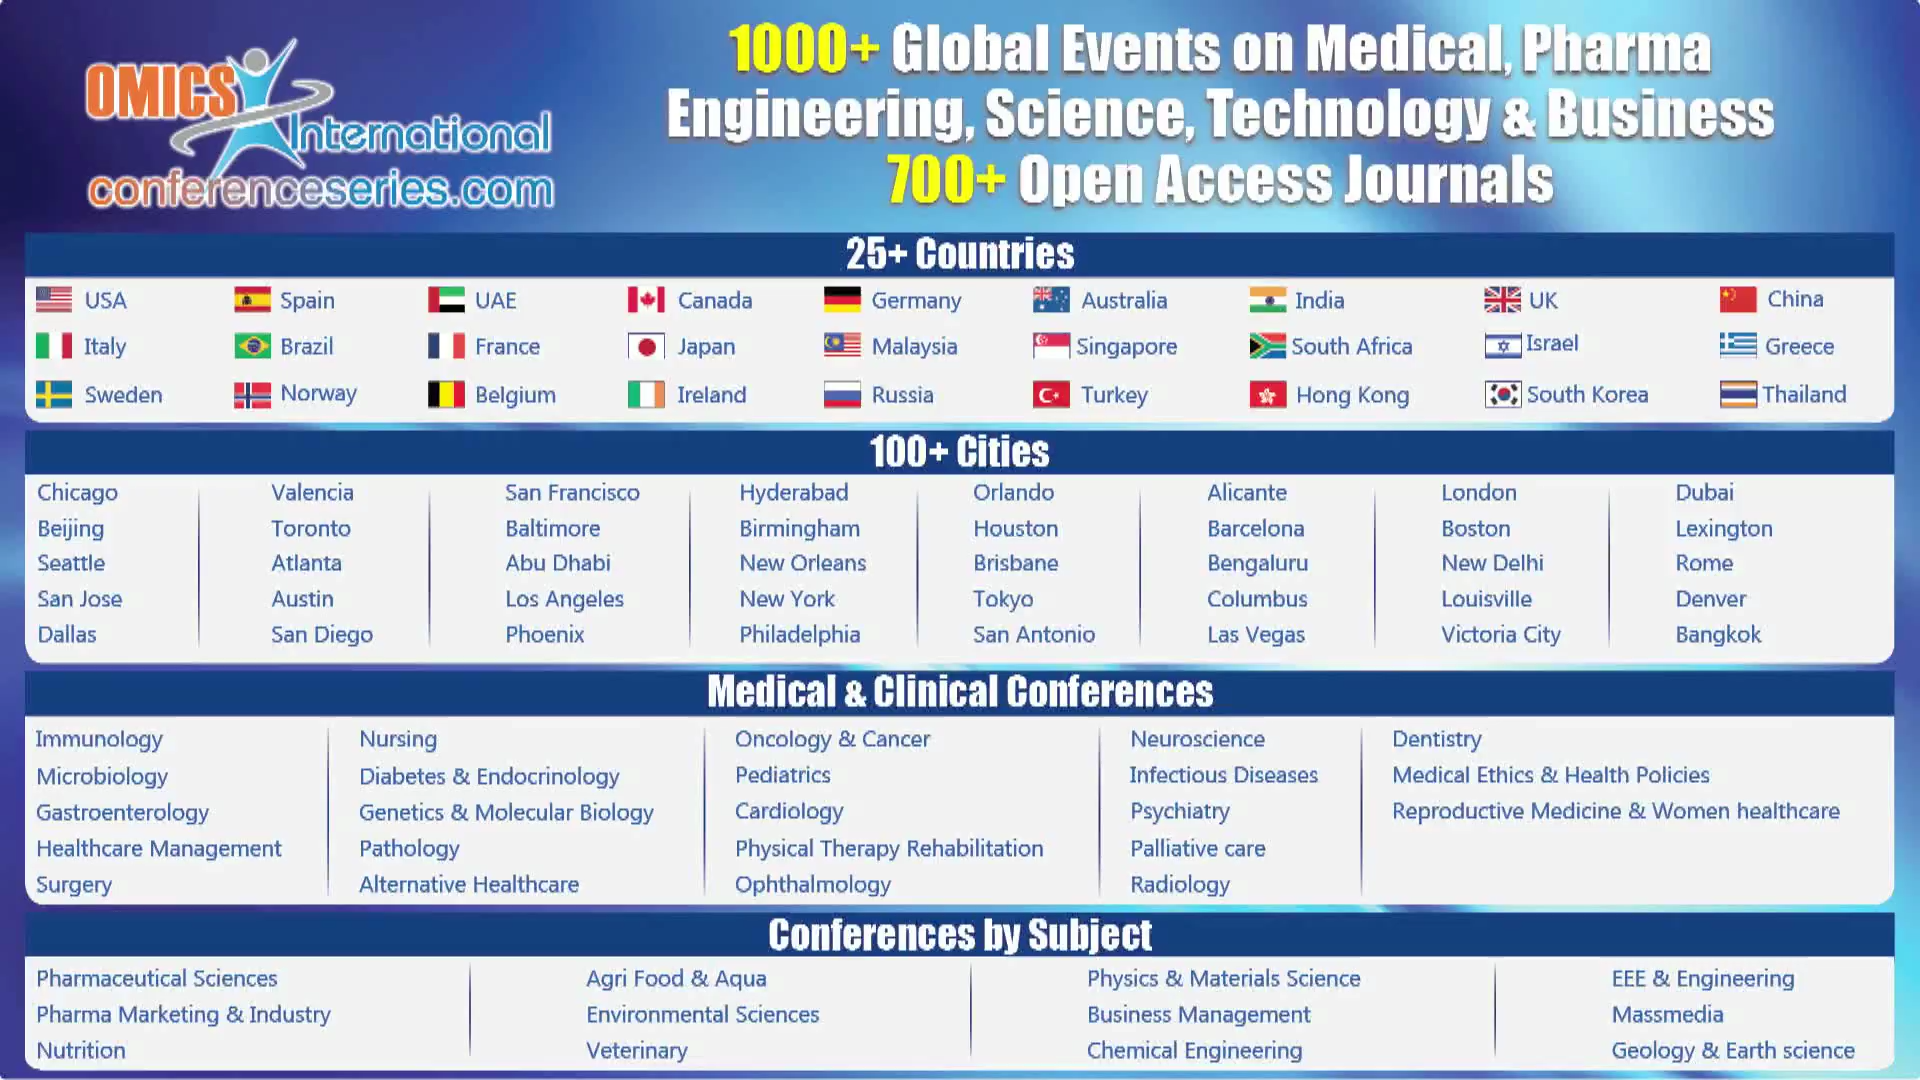 OMICS
International
conferenceseries.com
1000+ Global Events on Medical, Pharma
Engineering, Science, Technology & Business
700+ Open Access Journals
25+ Countries
USA Spain UAE Canada Germany Australia India UK China
Italy Brazil France Japan Malaysia Singapore South Africa Israel Greece
Sweden Norway Belgium Ireland Russia Turkey Hong Kong South Korea Thailand
100+ Cities
Chicago Valencia San Francisco Hyderabad Orlando Alicante London Dubai
Beijing Toronto Baltimore Birmingham Houston Barcelona Boston Lexington
Seattle Atlanta Abu Dhabi New Orleans Brisbane Bengaluru New Delhi Rome
San Jose Austin Los Angeles New York Tokyo Columbus Louisville Denver
Dallas San Diego Phoenix Philadelphia San Antonio Las Vegas Victoria City Bangkok
Medical & Clinical Conferences
Immunology Nursing Oncology & Cancer Neuroscience Dentistry
Microbiology Diabetes & Endocrinology Pediatrics Infectious Diseases Medical Ethics & Health Policies
Gastroenterology Genetics & Molecular Biology Cardiology Psychiatry Reproductive Medicine & Women healthcare
Healthcare Management Pathology Physical Therapy Rehabilitation Palliative care
Surgery Alternative Healthcare Ophthalmology Radiology
Conferences by Subject
Pharmaceutical Sciences Agri Food & Aqua Physics & Materials Science EEE & Engineering
Pharma Marketing & Industry Environmental Sciences Business Management Massmedia
Nutrition Veterinary Chemical Engineering Geology & Earth science